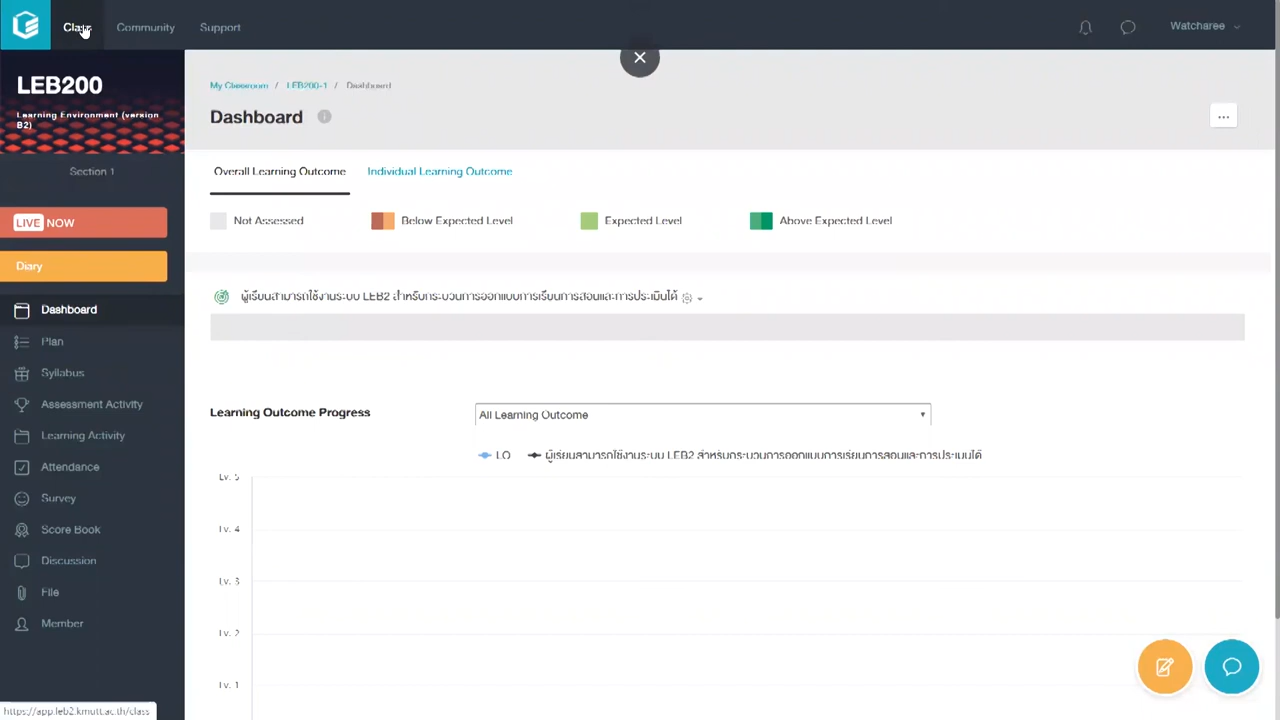 Class
Community
Support
Watcharee
LEB200
Learning Environment (version B2)
Section 1
LIVE NOW
Diary
Dashboard
Plan
Syllabus
Assessment Activity
Learning Activity
Attendance
Survey
Score Book
Discussion
File
Member
My Classroom / LEB200-1 / Dashboard
Dashboard
...
Overall Learning Outcome
Individual Learning Outcome
Not Assessed
Below Expected Level
Expected Level
Above Expected Level
ผู้เรียนสามารถใช้งานระบบ LEB2 สำหรับกระบวนการออกแบบการเรียนการสอนและการประเมินได้
Learning Outcome Progress
All Learning Outcome
LO
ผู้เรียนสามารถใช้งานระบบ LEB2 สำหรับกระบวนการออกแบบการเรียนการสอนและการประเมินได้
Lv. 5
Lv. 4
Lv. 3
Lv. 2
Lv. 1
https://app.leb2.kmutt.ac.th/class